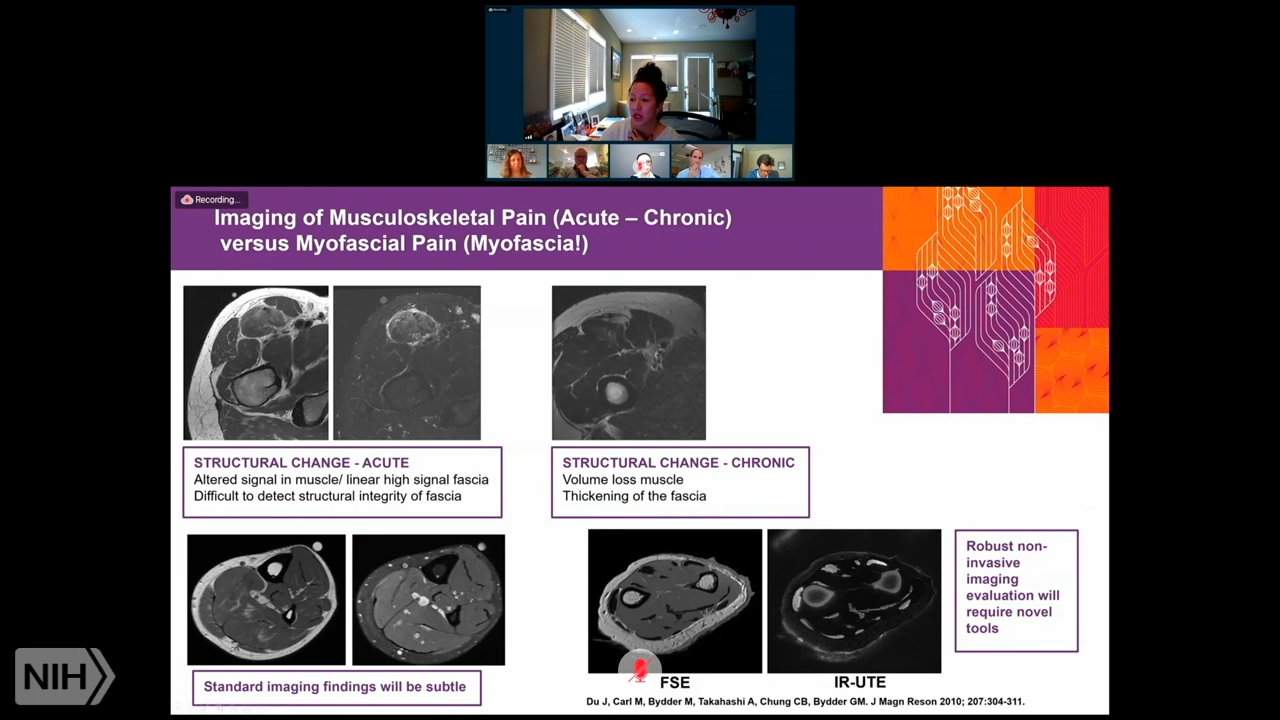 Recording...
Recording...
Imaging of Musculoskeletal Pain (Acute – Chronic)
versus Myofascial Pain (Myofascia!)
STRUCTURAL CHANGE - ACUTE
Altered signal in muscle/ linear high signal fascia
Difficult to detect structural integrity of fascia
STRUCTURAL CHANGE - CHRONIC
Volume loss muscle
Thickening of the fascia
Robust non-
invasive
imaging
evaluation will
require novel
tools
Standard imaging findings will be subtle
FSE
IR-UTE
Du J, Carl M, Bydder M, Takahashi A, Chung CB, Bydder GM. J Magn Reson 2010; 207:304-311.
NIH